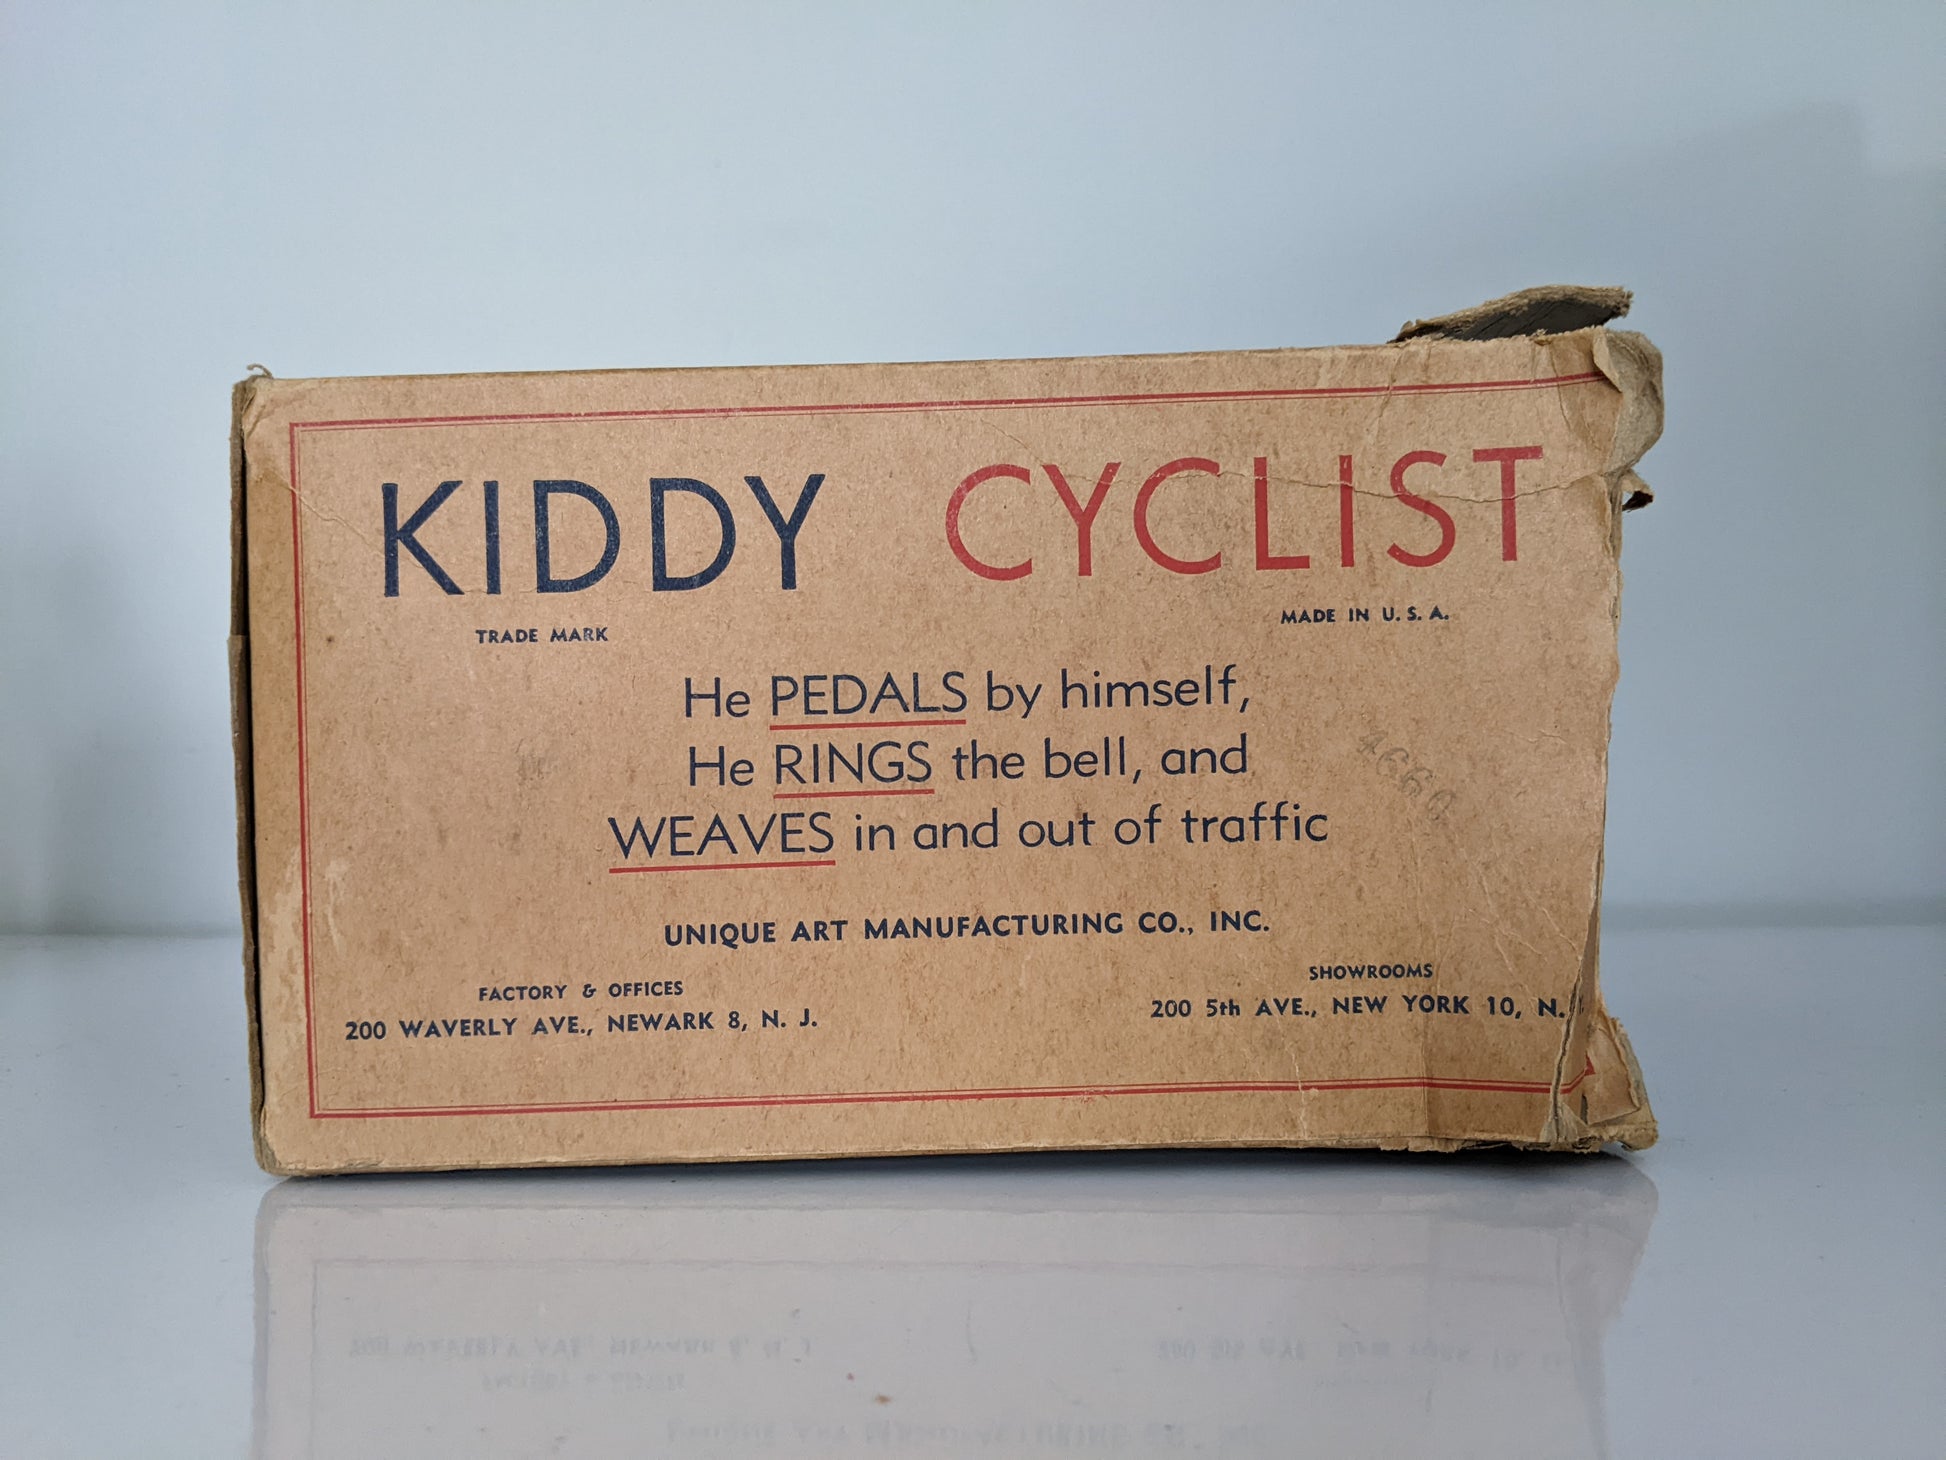 KIDDY CYCLIST
TRADE MARK
MADE IN U. S. A.
He PEDALS by himself,
He RINGS the bell, and
WEAVES in and out of traffic
UNIQUE ART MANUFACTURING CO., INC.
FACTORY & OFFICES
200 WAVERLY AVE., NEWARK 8, N. J.
SHOWROOMS
200 5th AVE., NEW YORK 10, N.